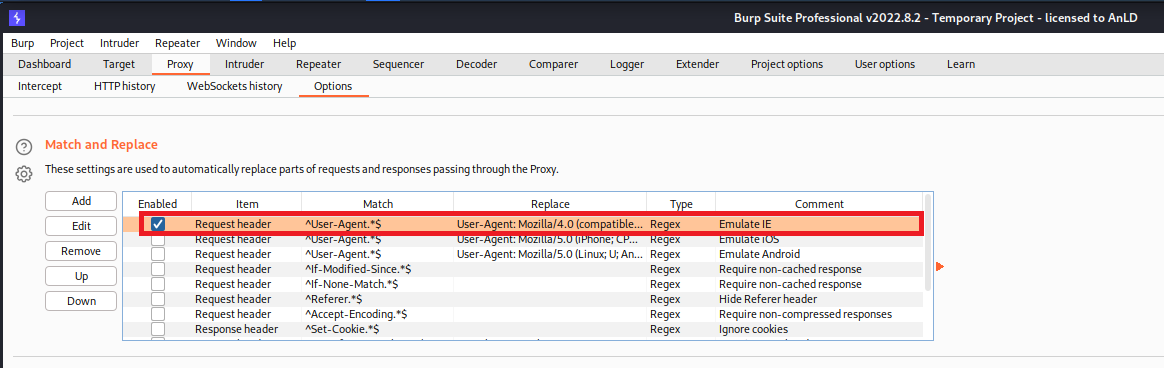 Burp Suite Professional v2022.8.2 - Temporary Project - licensed to AnLD
Burp Project Intruder Repeater Window Help
Dashboard Target Proxy Intruder Repeater Sequencer Decoder Comparer Logger Extender Project options User options Learn
Intercept HTTP history WebSockets history Options
Match and Replace
These settings are used to automatically replace parts of requests and responses passing through the Proxy.
Add
Edit
Remove
Up
Down
Enabled Item Match Replace Type Comment
Request header ^User-Agent.*$ User-Agent: Mozilla/4.0 (compatible... Regex Emulate IE
Request header ^User-Agent.*$ User-Agent: Mozilla/5.0 (iPhone; CP... Regex Emulate iOS
Request header ^User-Agent.*$ User-Agent: Mozilla/5.0 (Linux; U; An... Regex Emulate Android
Request header ^If-Modified-Since.*$ Regex Require non-cached response
Request header ^If-None-Match.*$ Regex Require non-cached response
Request header ^Referer.*$ Regex Hide Referer header
Request header ^Accept-Encoding.*$ Regex Require non-compressed responses
Response header ^Set-Cookie.*$ Regex Ignore cookies